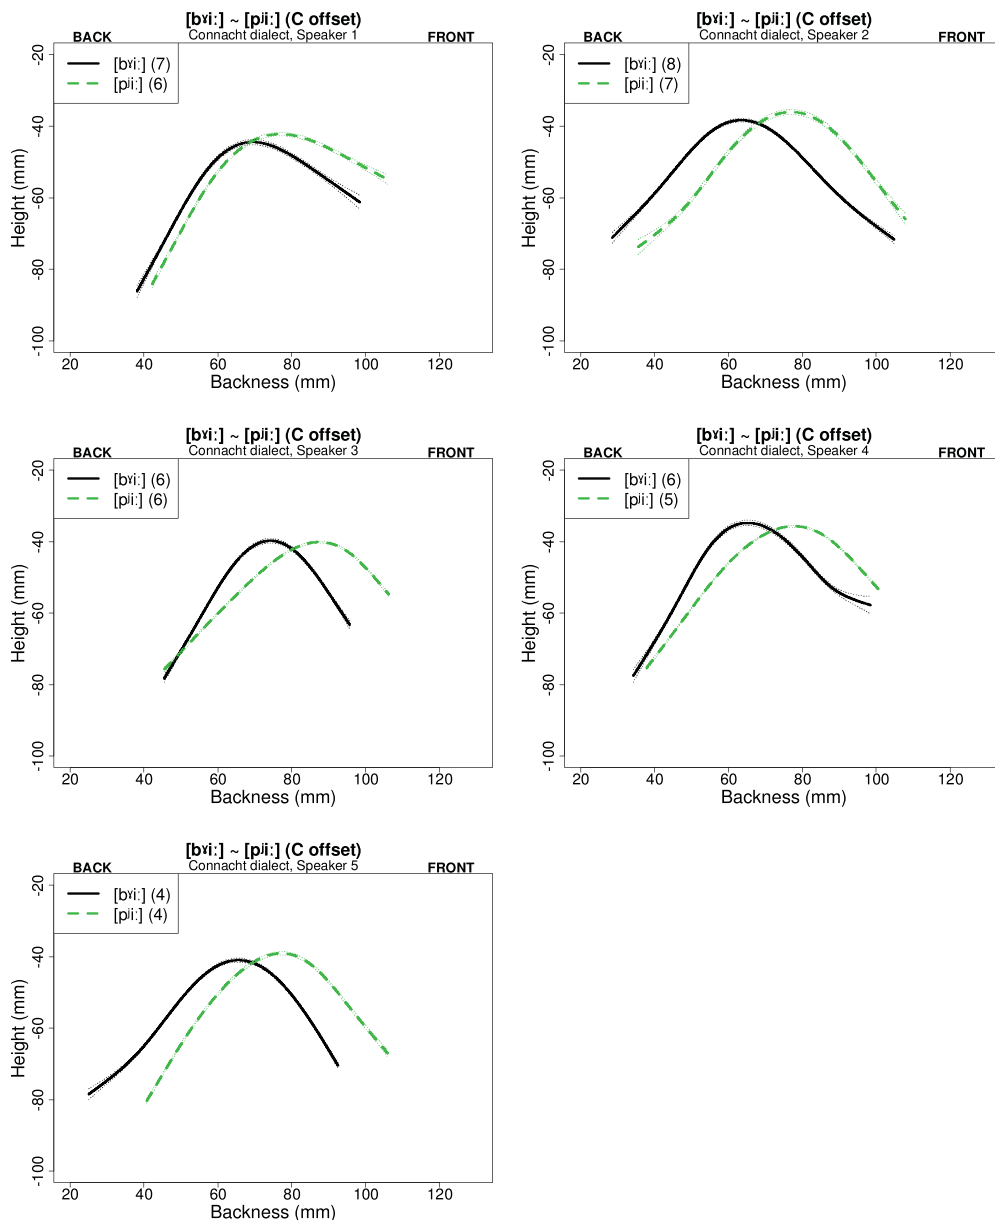 [bˠiː] ~ [pʲiː] (C offset)
Connacht dialect, Speaker 1
BACK
FRONT
[bˠiː] (7)
[pʲiː] (6)
Height (mm)
-20
-40
-60
-80
-100
20 40 60 80 100 120
Backness (mm)
[bˠiː] ~ [pʲiː] (C offset)
Connacht dialect, Speaker 2
BACK
FRONT
[bˠiː] (8)
[pʲiː] (7)
Height (mm)
-20
-40
-60
-80
-100
20 40 60 80 100 120
Backness (mm)
[bˠiː] ~ [pʲiː] (C offset)
Connacht dialect, Speaker 3
BACK
FRONT
[bˠiː] (6)
[pʲiː] (6)
Height (mm)
-20
-40
-60
-80
-100
20 40 60 80 100 120
Backness (mm)
[bˠiː] ~ [pʲiː] (C offset)
Connacht dialect, Speaker 4
BACK
FRONT
[bˠiː] (6)
[pʲiː] (5)
Height (mm)
-20
-40
-60
-80
-100
20 40 60 80 100 120
Backness (mm)
[bˠiː] ~ [pʲiː] (C offset)
Connacht dialect, Speaker 5
BACK
FRONT
[bˠiː] (4)
[pʲiː] (4)
Height (mm)
-20
-40
-60
-80
-100
20 40 60 80 100 120
Backness (mm)